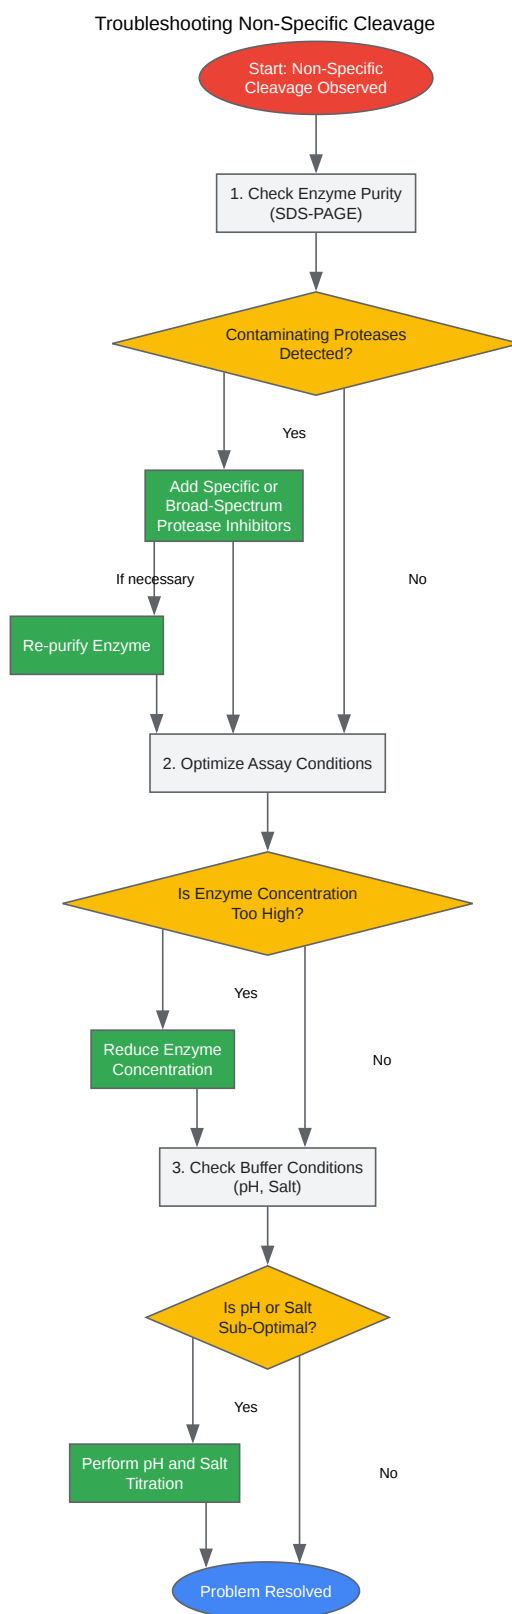 Troubleshooting Non-Specific Cleavage
Start: Non-Specific
Cleavage Observed
1. Check Enzyme Purity
(SDS-PAGE)
Contaminating Proteases
Detected?
Yes
Add Specific or
Broad-Spectrum
Protease Inhibitors
If necessary
No
Re-purify Enzyme
2. Optimize Assay Conditions
Is Enzyme Concentration
Too High?
Yes
Reduce Enzyme
Concentration
No
3. Check Buffer Conditions
(pH, Salt)
Is pH or Salt
Sub-Optimal?
Yes
Perform pH and Salt
Titration
No
Problem Resolved